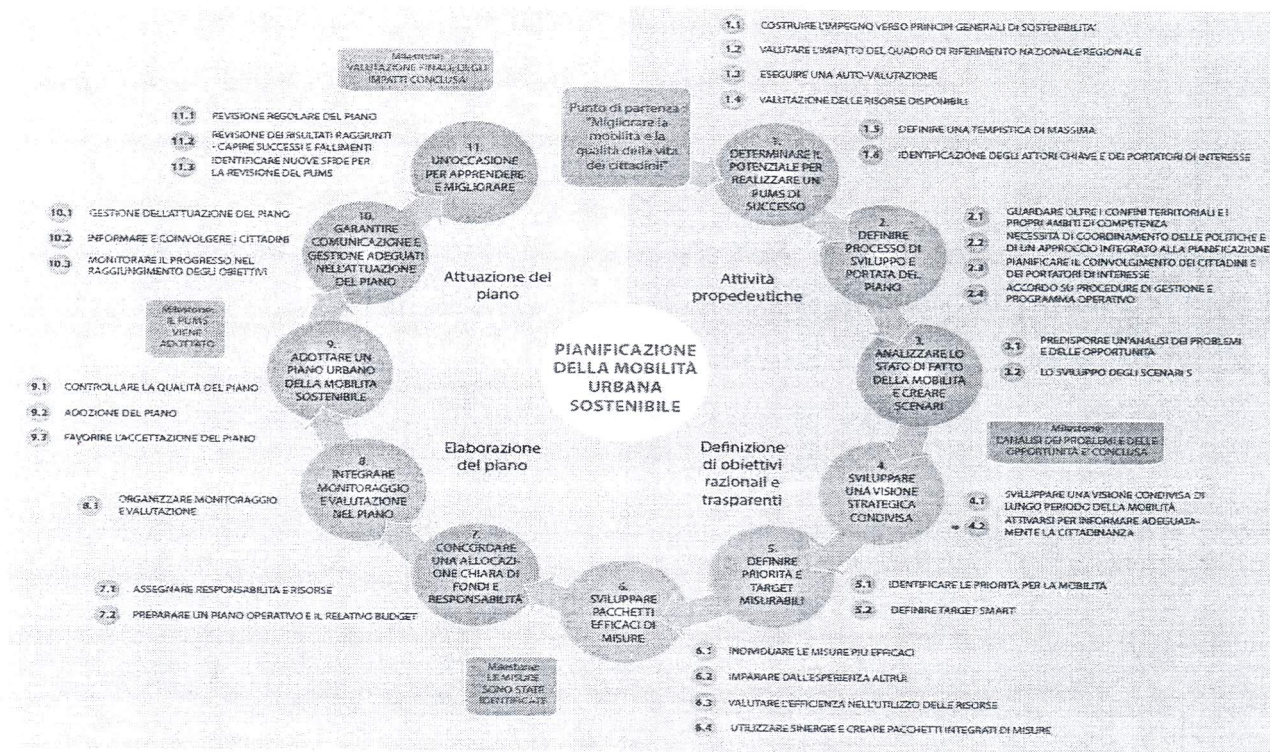 Punto di partenza:
"Migliorare la
mobilità e la
qualità della vita
dei cittadini"
1.
DETERMINARE IL
POTENZIALE PER
REALIZZARE UN
PUMS DI
SUCCESSO
1.1 COSTRUIRE L'IMPEGNO VERSO PRINCIPI GENERALI DI SOSTENIBILITA'
1.2 VALUTARE L'IMPATTO DEL QUADRO DI RIFERIMENTO NAZIONALE/REGIONALE
1.3 ESEGUIRE UNA AUTO-VALUTAZIONE
1.4 VALUTAZIONE DELLE RISORSE DISPONIBILI
1.5 DEFINIRE UNA TEMPISTICA DI MASSIMA
1.6 IDENTIFICAZIONE DEGLI ATTORI CHIAVE E DEI PORTATORI DI INTERESSE
2.
DEFINIRE
PROCESSO DI
SVILUPPO E
PORTATA DEL
PIANO
2.1 GUARDARE OLTRE I CONFINI TERRITORIALI E I
PROPRI AMBITI DI COMPETENZA
2.2 NECESSITÀ DI COORDINAMENTO DELLE POLITICHE E
DI UN APPROCCIO INTEGRATO ALLA PIANIFICAZIONE
2.3 PIANIFICARE IL COINVOLGIMENTO DEI CITTADINI E
DEI PORTATORI DI INTERESSE
2.4 ACCORDO SU PROCEDURE DI GESTIONE E
PROGRAMMA OPERATIVO
3.
ANALIZZARE LO
STATO DI FATTO
DELLA MOBILITÀ
E CREARE
SCENARI
3.1 PREDISPORRE UN'ANALISI DEI PROBLEMI
E DELLE OPPORTUNITÀ
3.2 LO SVILUPPO DEGLI SCENARI S
Milestone:
L'ANALISI DEI PROBLEMI E DELLE
OPPORTUNITÀ E' CONCLUSA
4.
SVILUPPARE
UNA VISIONE
STRATEGICA
CONDIVISA
4.1 SVILUPPARE UNA VISIONE CONDIVISA DI
LUNGO PERIODO DELLA MOBILITÀ
4.2 ATTIVARSI PER INFORMARE ADEGUATA-
MENTE LA CITTADINANZA
5.
DEFINIRE
PRIORITÀ E
TARGET
MISURABILI
5.1 IDENTIFICARE LE PRIORITÀ PER LA MOBILITÀ
5.2 DEFINIRE TARGET SMART
6.
SVILUPPARE
PACCHETTI
EFFICACI DI
MISURE
6.1 INDIVIDUARE LE MISURE PIÙ EFFICACI
6.2 IMPARARE DALL'ESPERIENZA ALTRUI
6.3 VALUTARE L'EFFICIENZA NELL'UTILIZZO DELLE RISORSE
6.4 UTILIZZARE SINERGIE E CREARE PACCHETTI INTEGRATI DI MISURE
Milestone:
LE MISURE
SONO STATE
IDENTIFICATE
7.
CONCORDARE
UNA ALLOCAZI-
ONE CHIARA DI
FONDI E
RESPONSABILITÀ
7.1 ASSEGNARE RESPONSABILITÀ E RISORSE
7.2 PREPARARE UN PIANO OPERATIVO E IL RELATIVO BUDGET
8.
INTEGRARE
MONITORAGGIO
E VALUTAZIONE
NEL PIANO
8.1 ORGANIZZARE MONITORAGGIO
E VALUTAZIONE
9.
ADOTTARE UN
PIANO URBANO
DELLA MOBILITÀ
SOSTENIBILE
9.1 CONTROLLARE LA QUALITÀ DEL PIANO
9.2 ADOZIONE DEL PIANO
9.3 FAVORIRE L'ACCETTAZIONE DEL PIANO
Milestone:
IL PUMS
VIENE
ADOTTATO
10.
GARANTIRE
COMUNICAZIONE E
GESTIONE ADEGUATI
NELL'ATTUAZIONE
DEL PIANO
10.1 GESTIONE DELL'ATTUAZIONE DEL PIANO
10.2 INFORMARE E COINVOLGERE I CITTADINI
10.3 MONITORARE IL PROGRESSO NEL
RAGGIUNGIMENTO DEGLI OBIETTIVI
11.
UN'OCCASIONE
PER APPRENDERE
E MIGLIORARE
11.1 REVISIONE REGOLARE DEL PIANO
11.2 REVISIONE DEI RISULTATI RAGGIUNTI
- CAPIRE SUCCESSI E FALLIMENTI
11.3 IDENTIFICARE NUOVE SFIDE PER
LA REVISIONE DEL PUMS
Milestone:
VALUTAZIONE FINALE DEGLI
IMPATTI CONCLUSA
Attuazione del
piano
Attività
propedeutiche
PIANIFICAZIONE
DELLA MOBILITÀ
URBANA
SOSTENIBILE
Elaborazione
del piano
Definizione
di obiettivi
razionali e
trasparenti